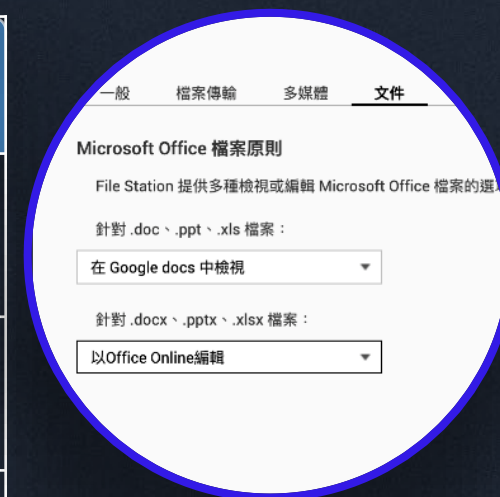 一般 檔案傳輸 多媒體 文件
Microsoft Office 檔案原則
File Station 提供多種檢視或編輯 Microsoft Office 檔案的選
針對 .doc、.ppt、.xls 檔案：
在 Google docs 中檢視
針對 .docx、.pptx、.xlsx 檔案：
以Office Online編輯